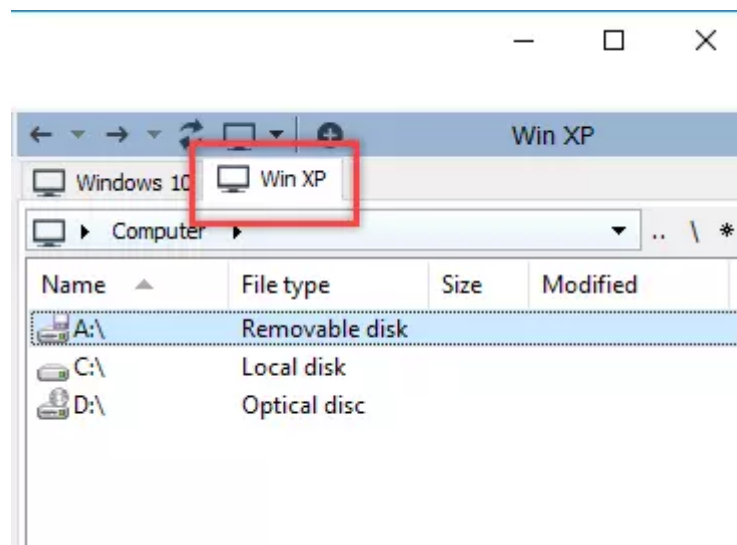 Win XP
Windows 10 Win XP
Computer .. \ *
Name File type Size Modified
A:\ Removable disk
C:\ Local disk
D:\ Optical disc